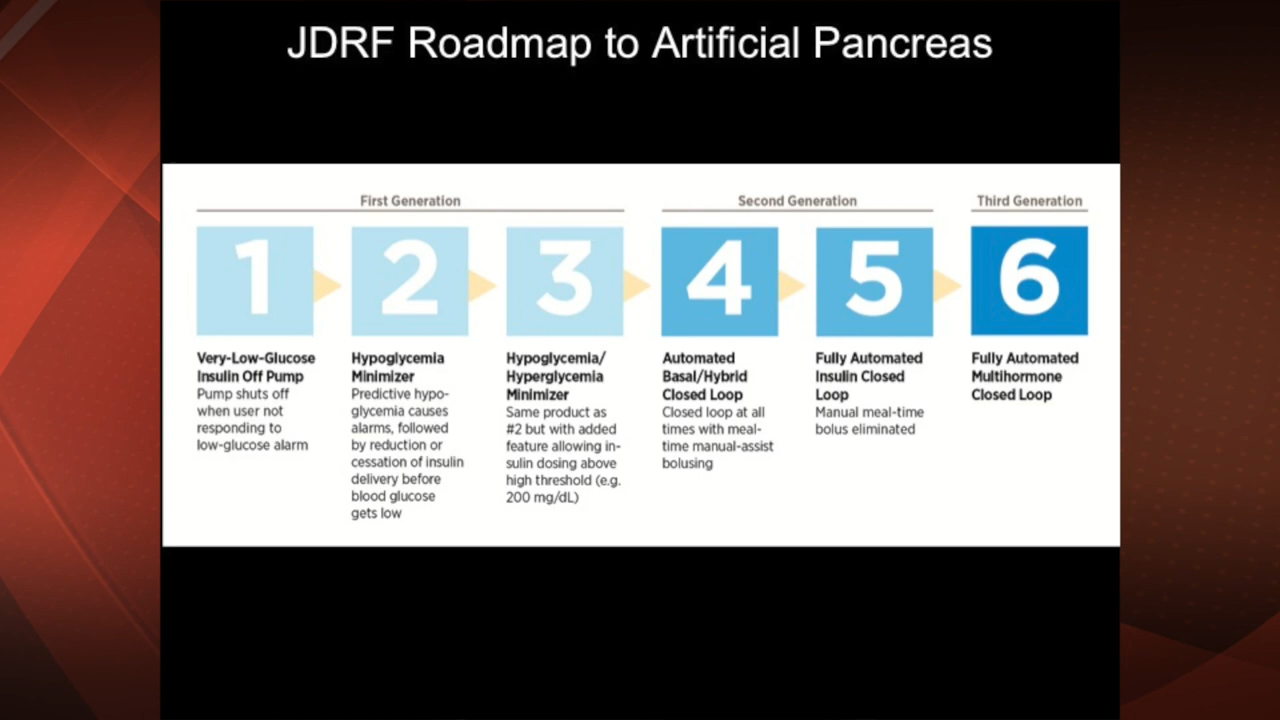 JDRF Roadmap to Artificial Pancreas
First Generation
Second Generation
Third Generation
1
2
3
4
5
6
Very-Low-Glucose
Insulin Off Pump
Pump shuts off
when user not
responding to
low-glucose alarm
Hypoglycemia
Minimizer
Predictive hypo-
glycemia causes
alarms, followed
by reduction or
cessation of insulin
delivery before
blood glucose
gets low
Hypoglycemia/
Hyperglycemia
Minimizer
Same product as
#2 but with added
feature allowing in-
sulin dosing above
high threshold (e.g.
200 mg/dL)
Automated
Basal/Hybrid
Closed Loop
Closed loop at all
times with meal-
time manual-assist
bolusing
Fully Automated
Insulin Closed
Loop
Manual meal-time
bolus eliminated
Fully Automated
Multihormone
Closed Loop